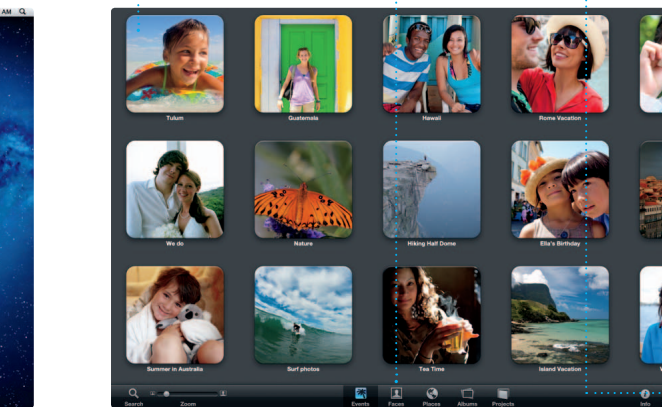 AM
Tulum
Guatemala
Hawaii
Rome Vacation
We do
Nature
Hiking Half Dome
Ella's Birthday
Summer in Australia
Surf photos
Tea Time
Island Vacation
Search
Zoom
Events
Faces
Places
Albums
Projects
Info